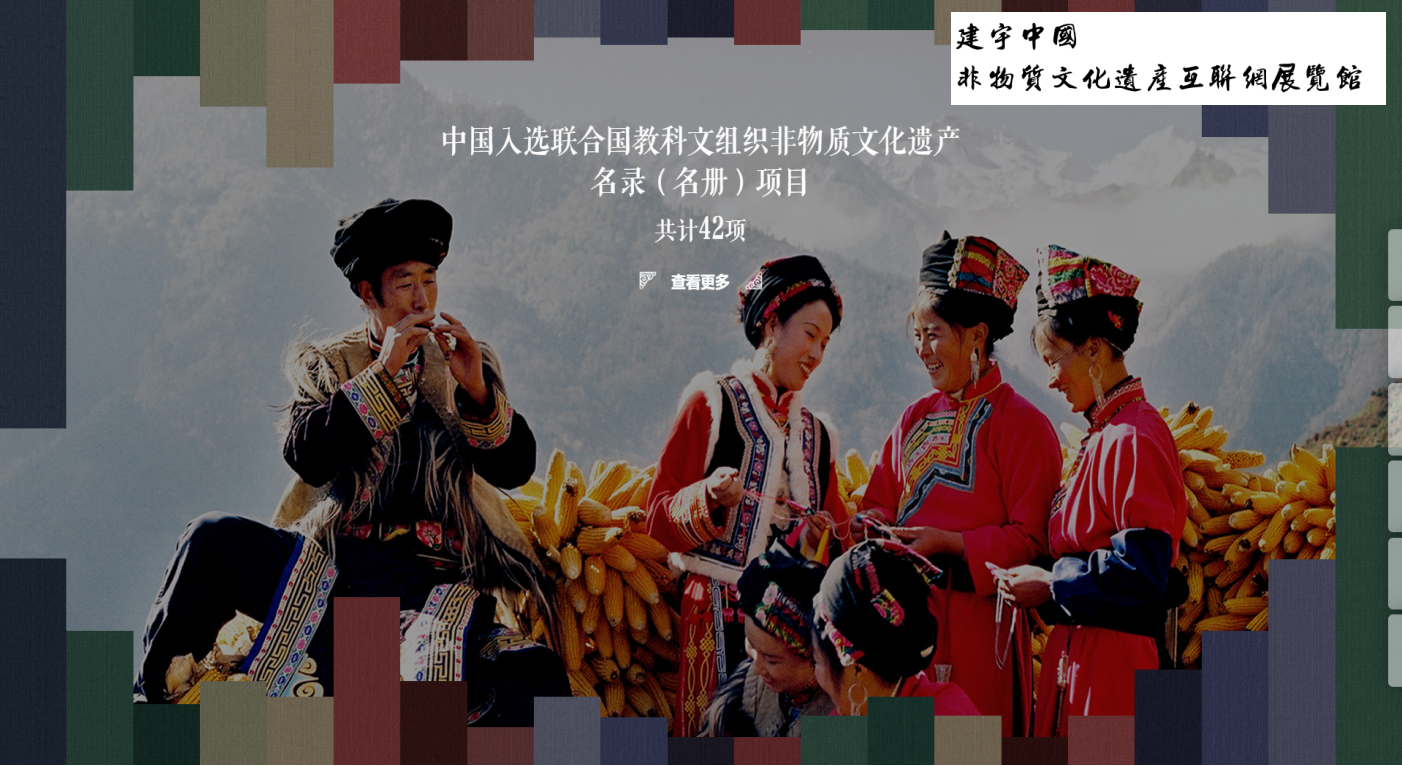 建宇中國
非物質文化遺產互聯網展覽館
中国入选联合国教科文组织非物质文化遗产
名录（名册）项目
共计42项
查看更多